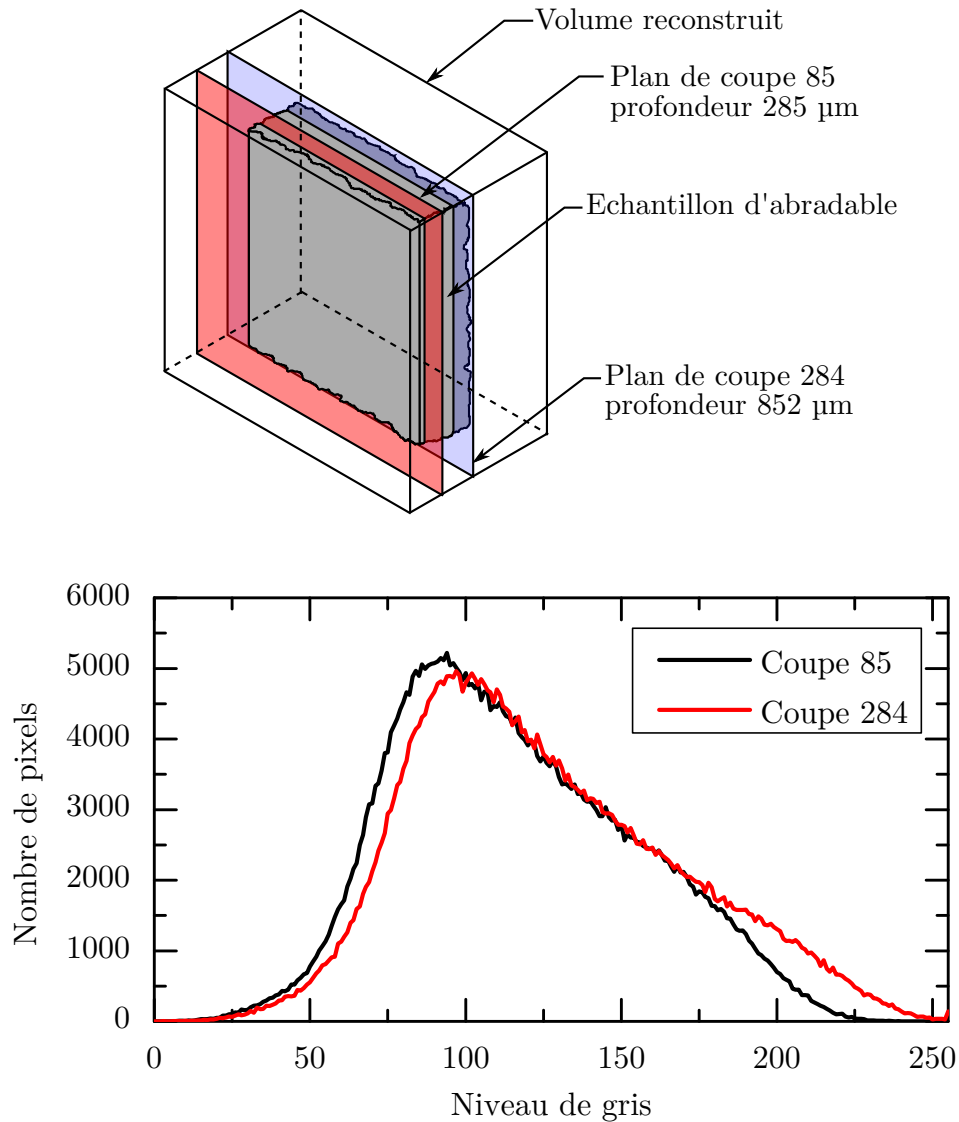 Volume reconstruit
Plan de coupe 85
profondeur 285 µm
Echantillon d'abradable
Plan de coupe 284
profondeur 852 µm
6000
5000
4000
3000
2000
1000
0
Nombre de pixels
Coupe 85
Coupe 284
0
50
100
150
200
250
Niveau de gris